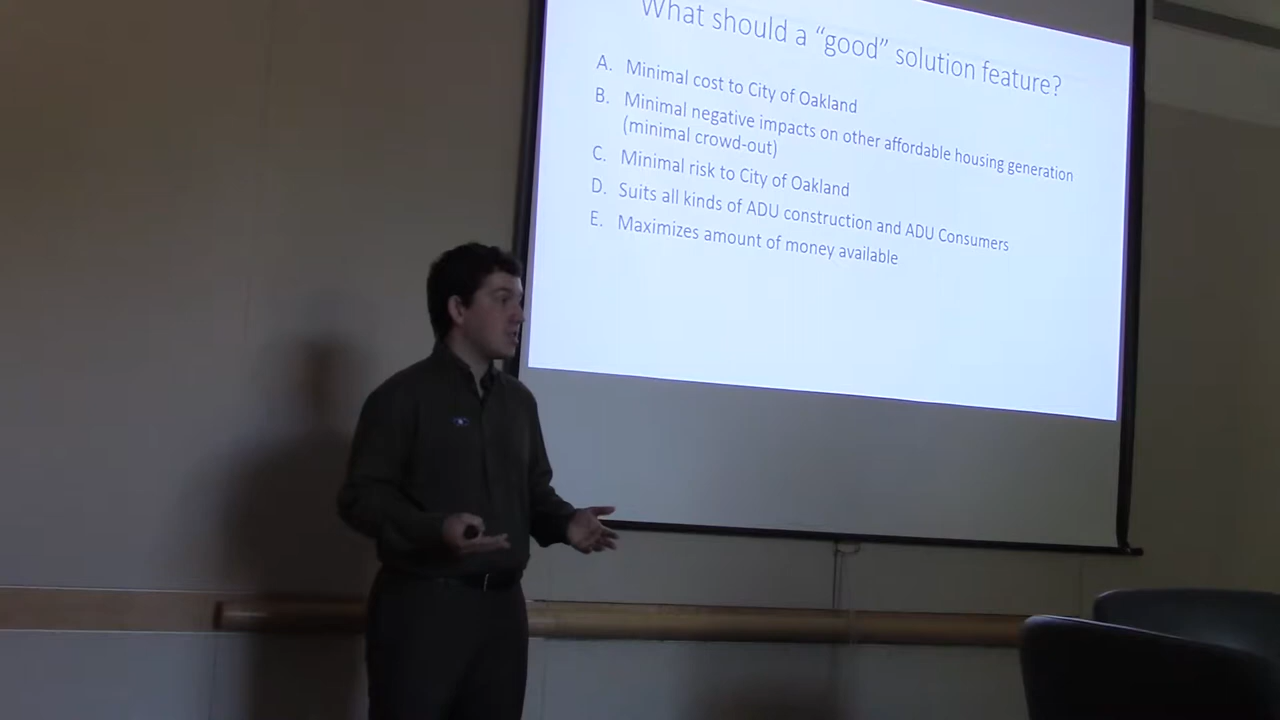 What should a “good” solution feature?
A. Minimal cost to City of Oakland
B. Minimal negative impacts on other affordable housing generation
(minimal crowd-out)
C. Minimal risk to City of Oakland
D. Suits all kinds of ADU construction and ADU Consumers
E. Maximizes amount of money available